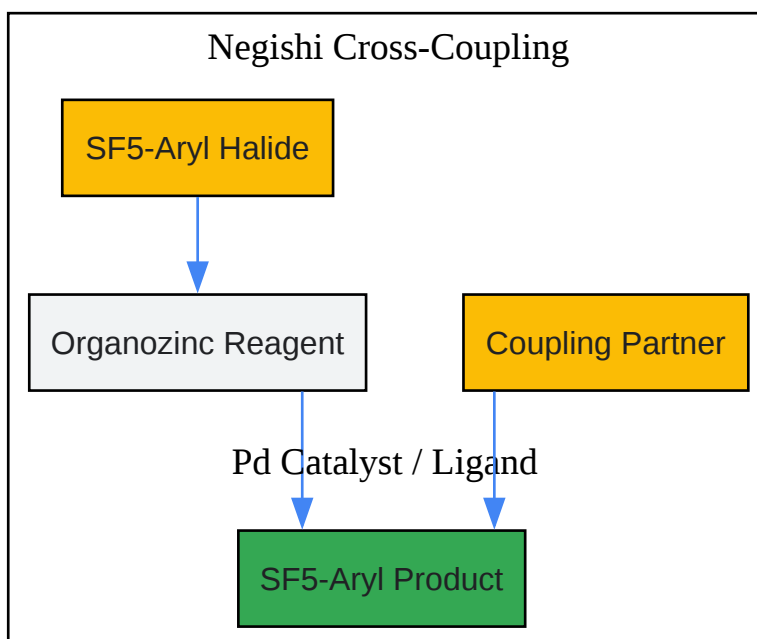 Negishi Cross-Coupling
SF5-Aryl Halide
Organozinc Reagent
Coupling Partner
Pd Catalyst / Ligand
SF5-Aryl Product